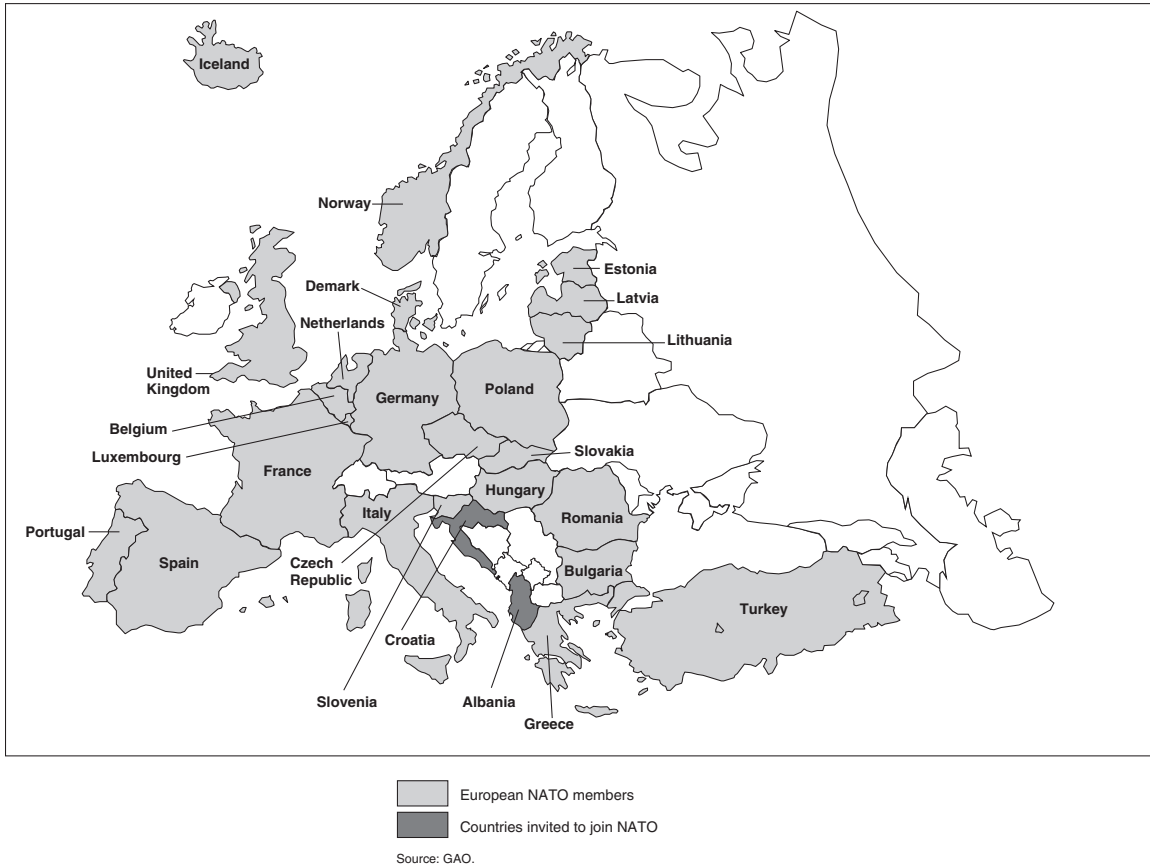 Iceland
Norway
Estonia
Demark
Latvia
Netherlands
Lithuania
United
Kingdom
Germany
Poland
Belgium
Luxembourg
Slovakia
France
Hungary
Italy
Romania
Portugal
Spain
Czech
Republic
Bulgaria
Turkey
Croatia
Slovenia
Albania
Greece
European NATO members
Countries invited to join NATO
Source: GAO.